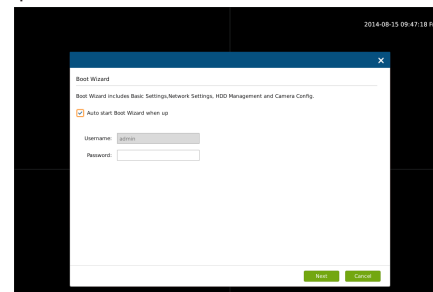 2014-08-15 09:47:18 F
Boot Wizard
Boot Wizard includes Basic Settings,Network Settings, HDD Management and Camera Config.
Auto start Boot Wizard when up
Username: admin
Password:
Next Cancel